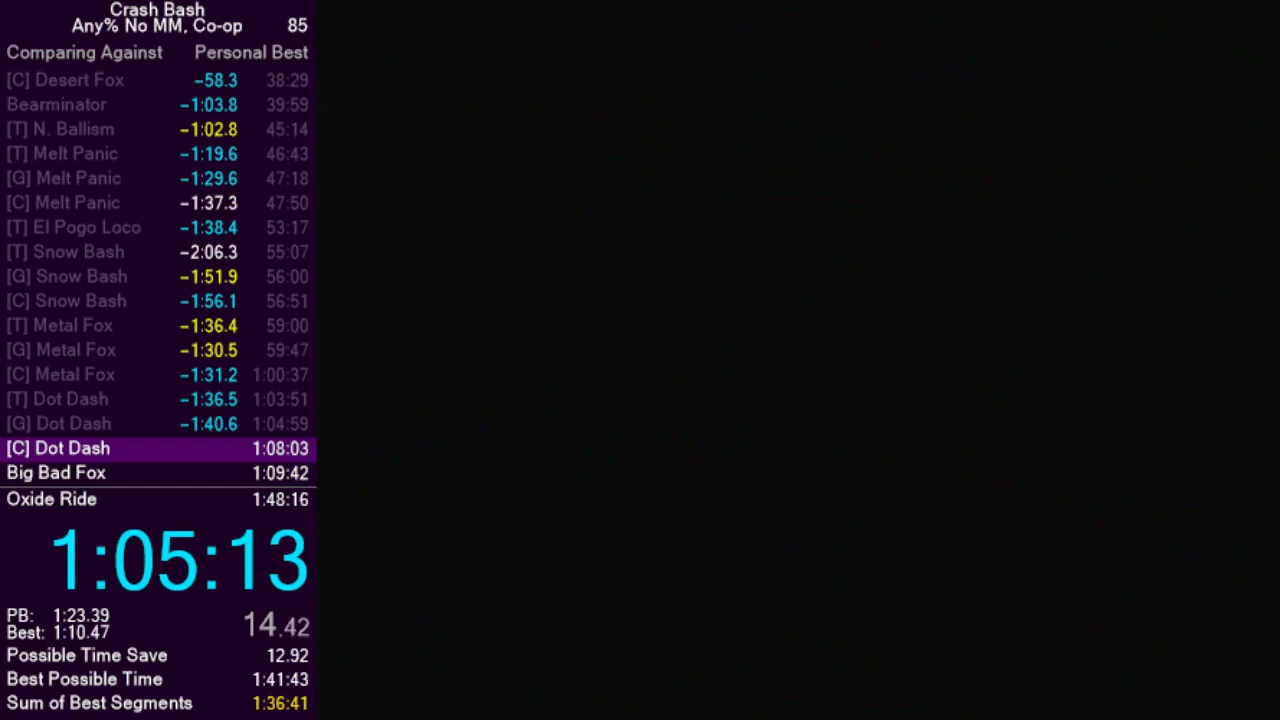 Crash Bash
Any% No MM, Co-op 85
Comparing Against Personal Best
[C] Desert Fox -58.3 38:29
Bearminator -1:03.8 39:59
[T] N. Ballism -1:02.8 45:14
[T] Melt Panic -1:19.6 46:43
[G] Melt Panic -1:29.6 47:18
[C] Melt Panic -1:37.3 47:50
[T] El Pogo Loco -1:38.4 53:17
[T] Snow Bash -2:06.3 55:07
[G] Snow Bash -1:51.9 56:00
[C] Snow Bash -1:56.1 56:51
[T] Metal Fox -1:36.4 59:00
[G] Metal Fox -1:30.5 59:47
[C] Metal Fox -1:31.2 1:00:37
[T] Dot Dash -1:36.5 1:03:51
[G] Dot Dash -1:40.6 1:04:59
[C] Dot Dash 1:08:03
Big Bad Fox 1:09:42
Oxide Ride 1:48:16
1:05:13
PB: 1:23.39
Best: 1:10.47
14.42
Possible Time Save 12.92
Best Possible Time 1:41:43
Sum of Best Segments 1:36:41